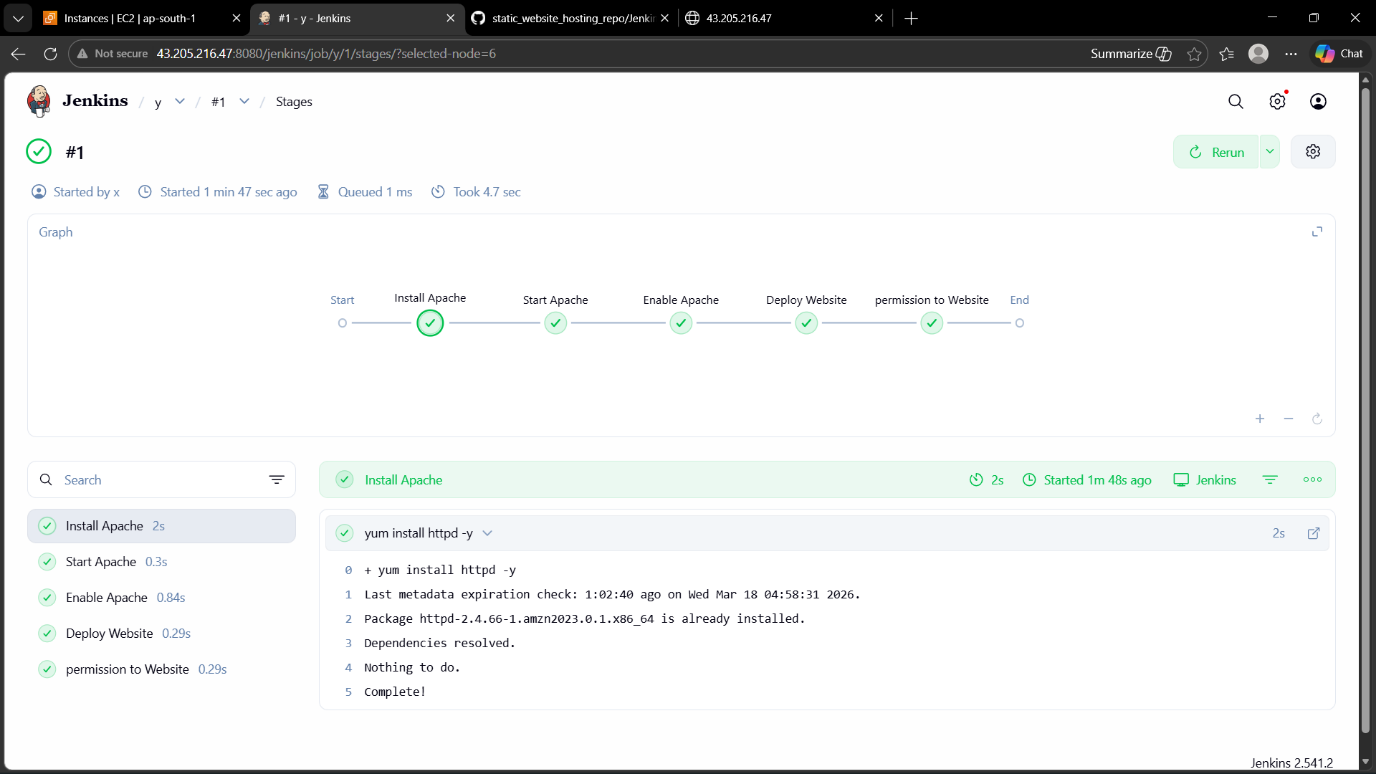 Instances | EC2 | ap-south-1
#1 - y - Jenkins
static_website_hosting_repo/Jenkin
43.205.216.47
Not secure 43.205.216.47:8080/jenkins/job/y/1/stages/?selected-node=6
Summarize
Chat
Jenkins / y / #1 / Stages
#1
Rerun
Started by x
Started 1 min 47 sec ago
Queued 1 ms
Took 4.7 sec
Graph
Start
Install Apache
Start Apache
Enable Apache
Deploy Website
permission to Website
End
Search
Install Apache 2s
Start Apache 0.3s
Enable Apache 0.84s
Deploy Website 0.29s
permission to Website 0.29s
Install Apache
2s
Started 1m 48s ago
Jenkins
yum install httpd -y
2s
0 + yum install httpd -y
1 Last metadata expiration check: 1:02:40 ago on Wed Mar 18 04:58:31 2026.
2 Package httpd-2.4.66-1.amzn2023.0.1.x86_64 is already installed.
3 Dependencies resolved.
4 Nothing to do.
5 Complete!
Jenkins 2.541.2